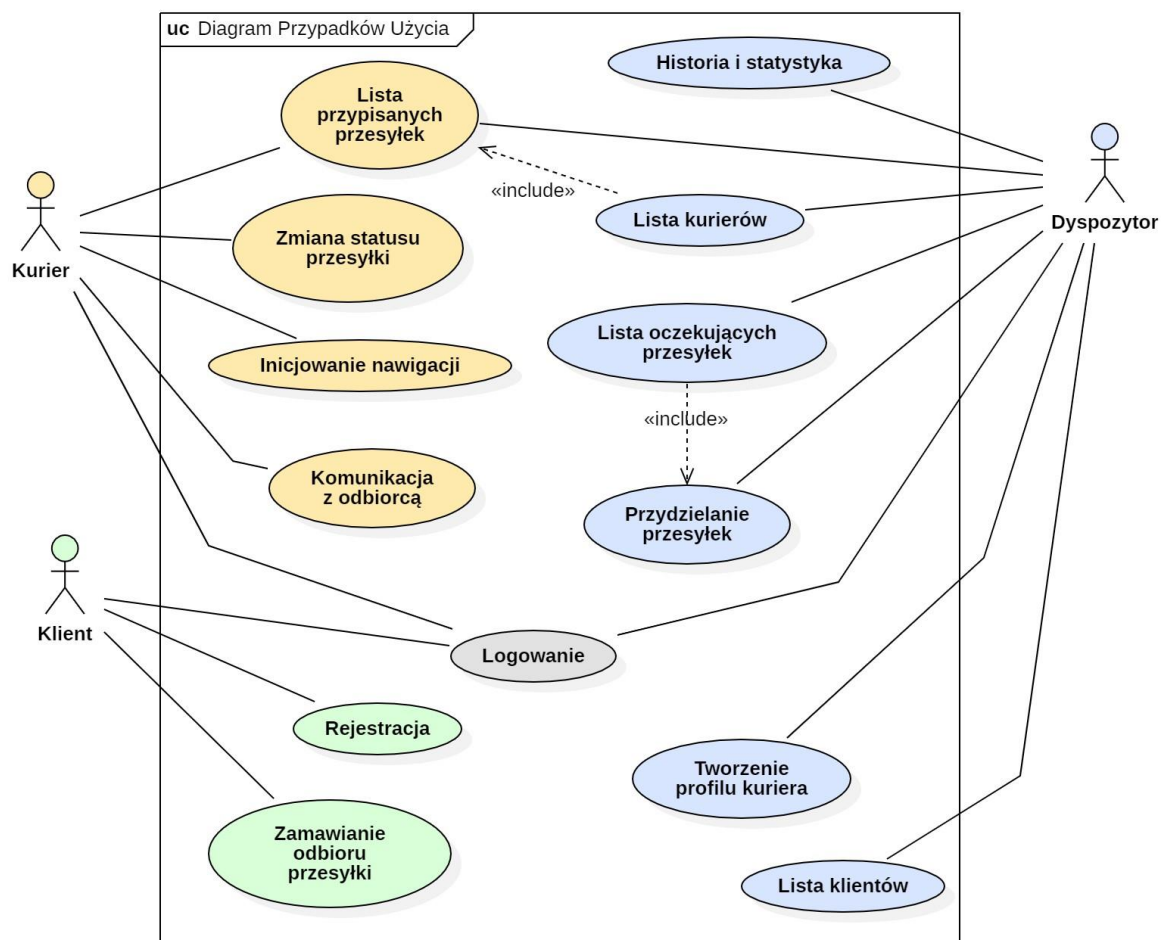 uc Diagram Przypadków Użycia
Historia i statystyka
Lista
przypisanych
przesyłek
«include»
Lista kurierów
Dyspozytor
Kurier
Zmiana statusu
przesyłki
Lista oczekujących
przesyłek
Inicjowanie nawigacji
«include»
Komunikacja
z odbiorcą
Przydzielanie
przesyłek
Klient
Logowanie
Rejestracja
Tworzenie
profilu kuriera
Zamawianie
odbioru
przesyłki
Lista klientów